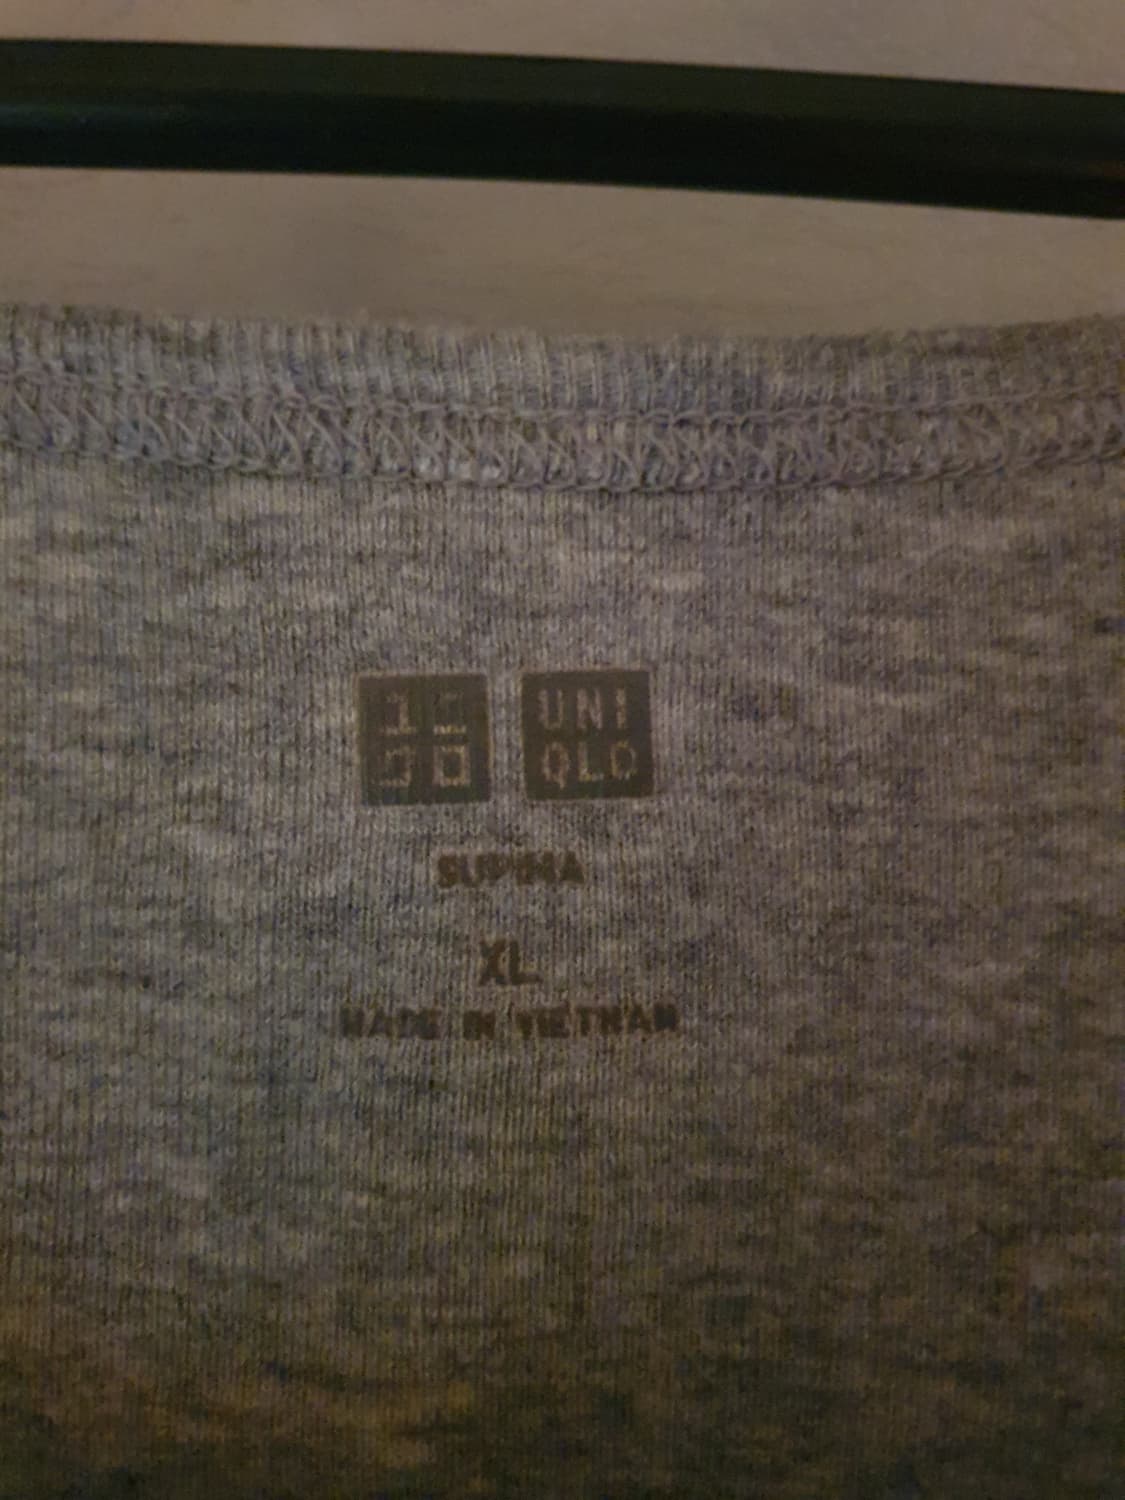 ユニ
クロ
UNI
QLO
SUPIMA
XL
MADE IN VIETNAM